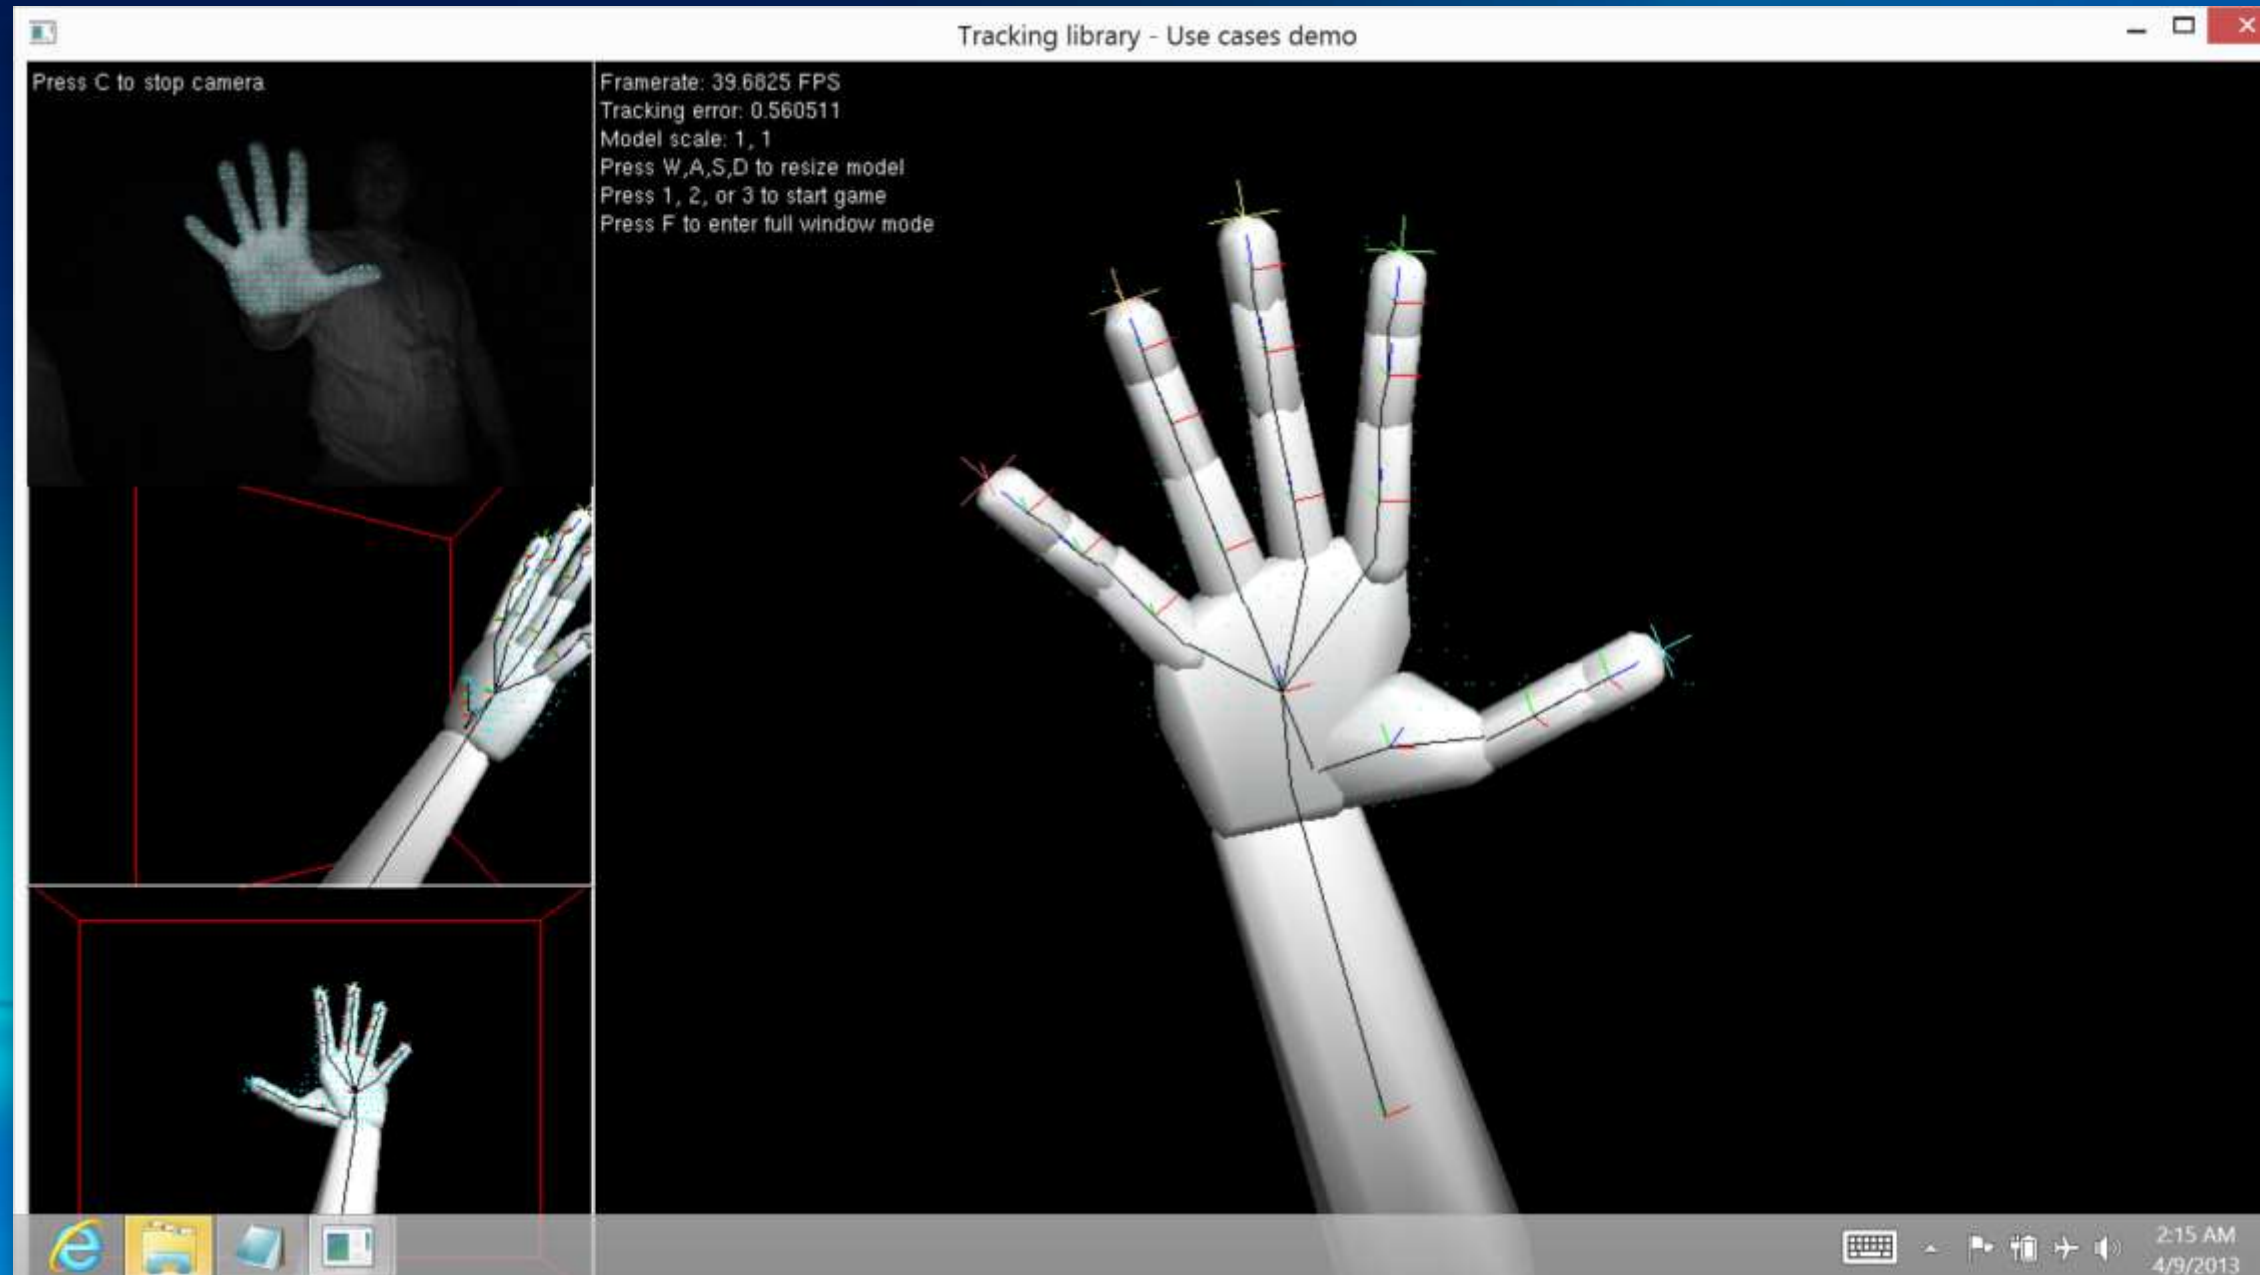 Tracking library - Use cases demo
Press C to stop camera
Framerate: 39.6825 FPS
Tracking error: 0.560511
Model scale: 1, 1
Press W,A,S,D to resize model
Press 1, 2, or 3 to start game
Press F to enter full window mode
2:15 AM
4/9/2013